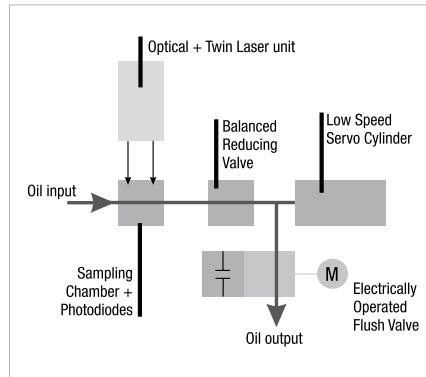 Optical + Twin Laser unit
Balanced
Reducing
Valve
Low Speed
Servo Cylinder
Oil input
Sampling
Chamber +
Photodiodes
M
Electrically
Operated
Flush Valve
Oil output